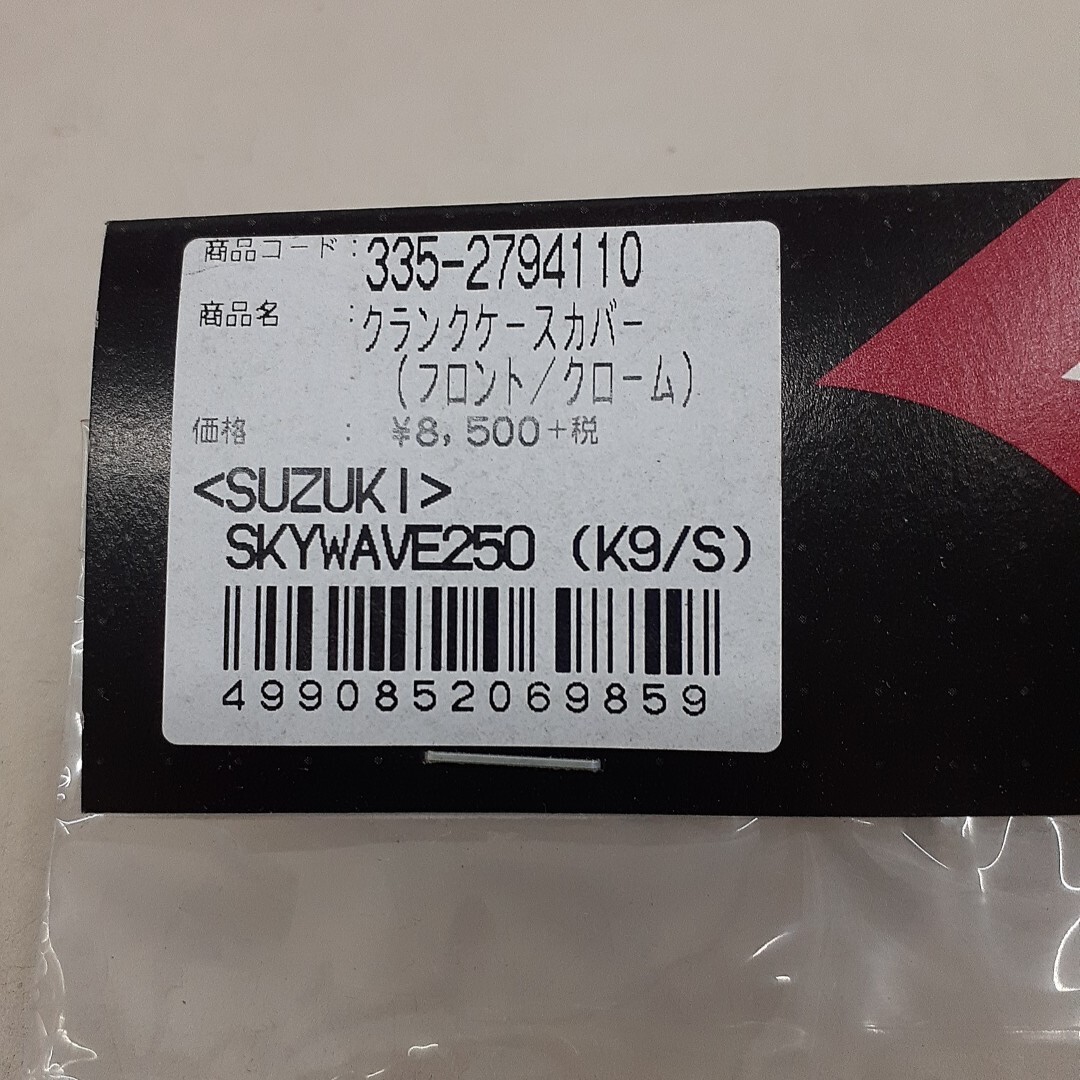 商品コード:335-2794110
商品名 :クランクケースカバー
(フロント/クローム)
価格 : ¥8,500+税
<SUZUKI>
SKYWAVE250 (K9/S)
4990852069859